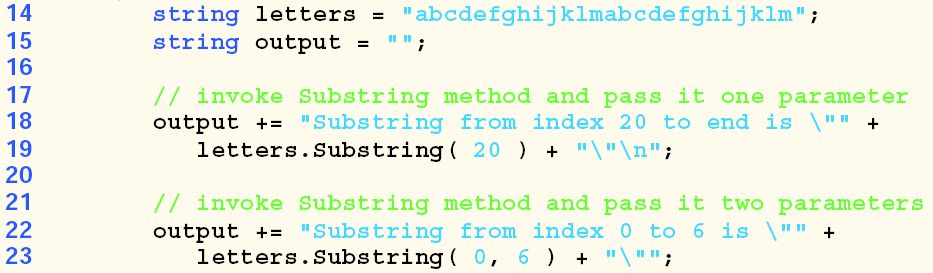 14 string letters = "abcdefghijklmabcdefghijklm";
15 string output = "";
16
17 // invoke Substring method and pass it one parameter
18 output += "Substring from index 20 to end is \"" +
19 letters.Substring( 20 ) + "\"\n";
20
21 // invoke Substring method and pass it two parameters
22 output += "Substring from index 0 to 6 is \"" +
23 letters.Substring( 0, 6 ) + "\"";